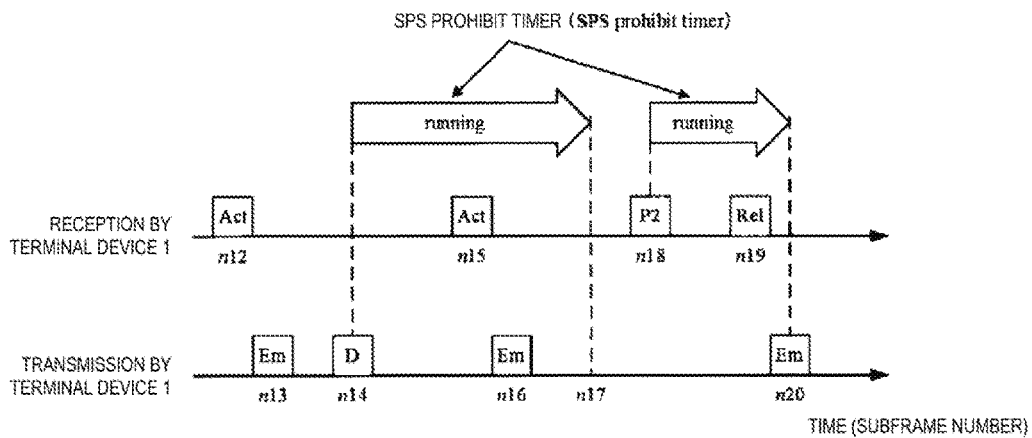 SPS PROHIBIT TIMER (SPS prohibit timer)
running
running
RECEPTION BY
TERMINAL DEVICE 1
Act
Act
P2
Rel
n12
n15
n18
n19
TRANSMISSION BY
TERMINAL DEVICE 1
Em
D
Em
Em
n13
n14
n16
n17
n20
TIME (SUBFRAME NUMBER)